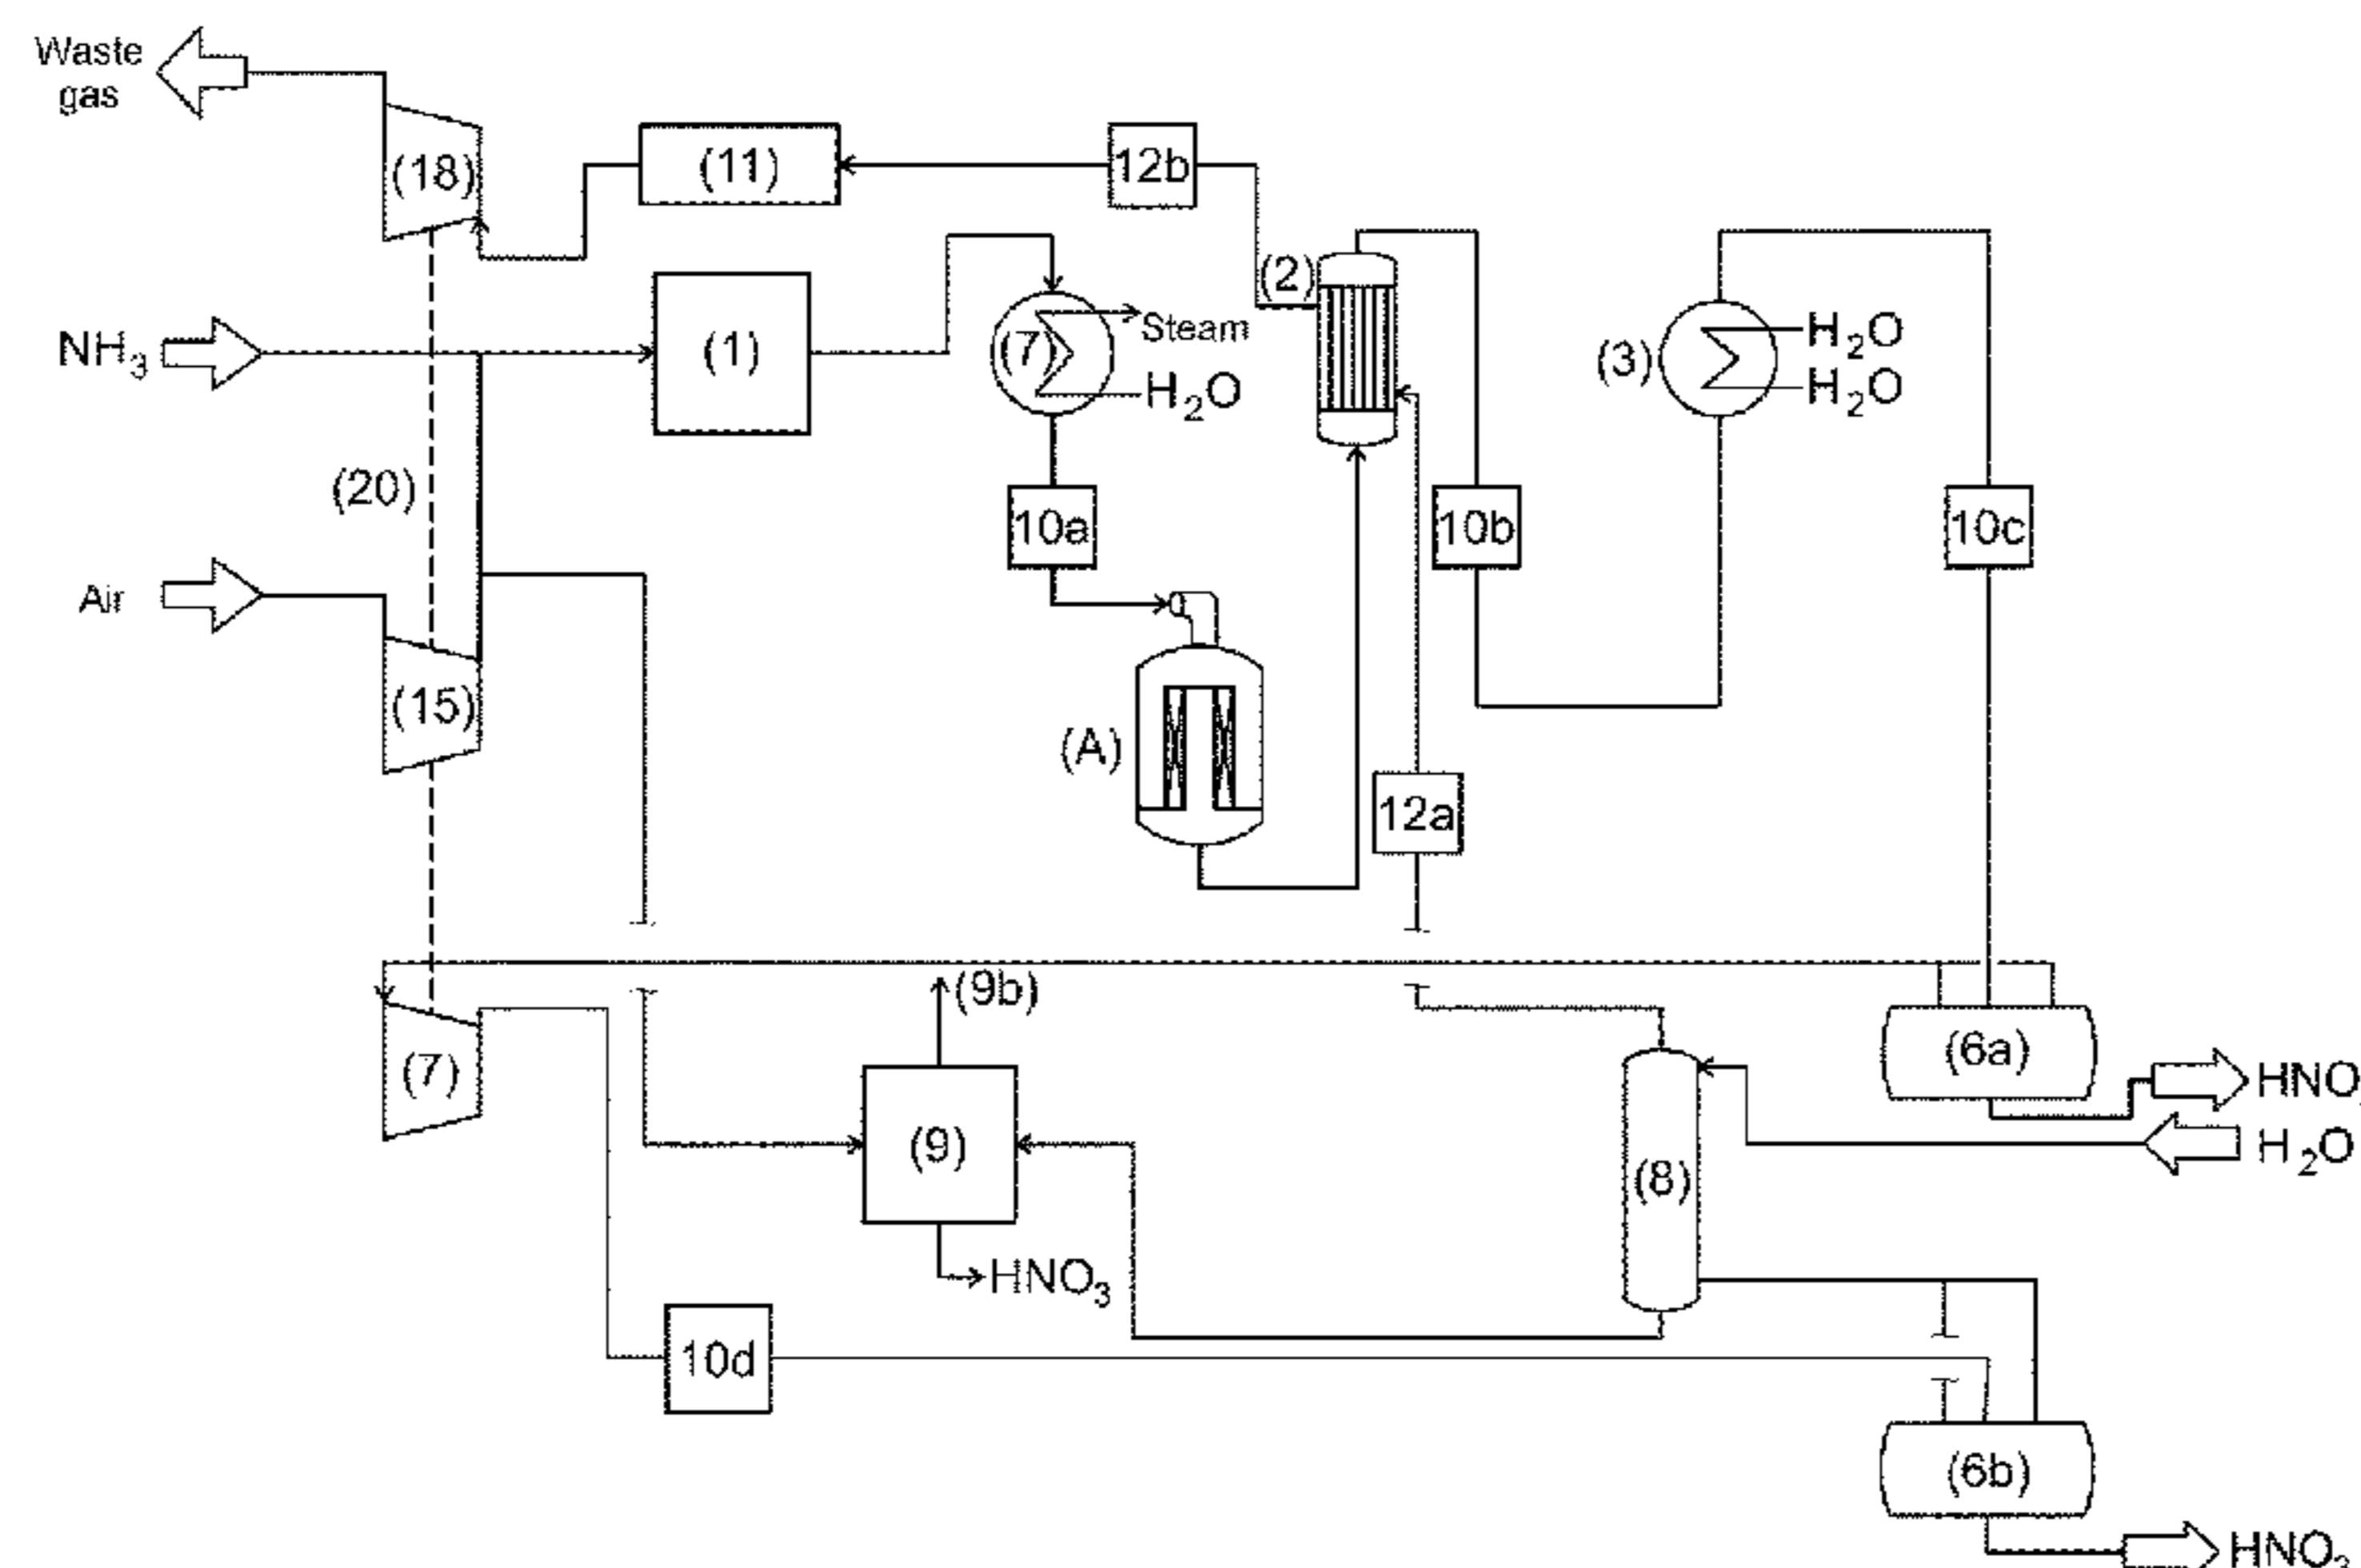 Waste
gas
(18)
(11)
12b
(2)
NH3
(1)
(7)
Steam
H2O
(3)
H2O
H2O
(20)
10a
10b
10c
Air
(15)
(A)
12a
(9b)
(7)
(6a)
HNO
(9)
(8)
H2O
HNO3
10d
(6b)
HNO3